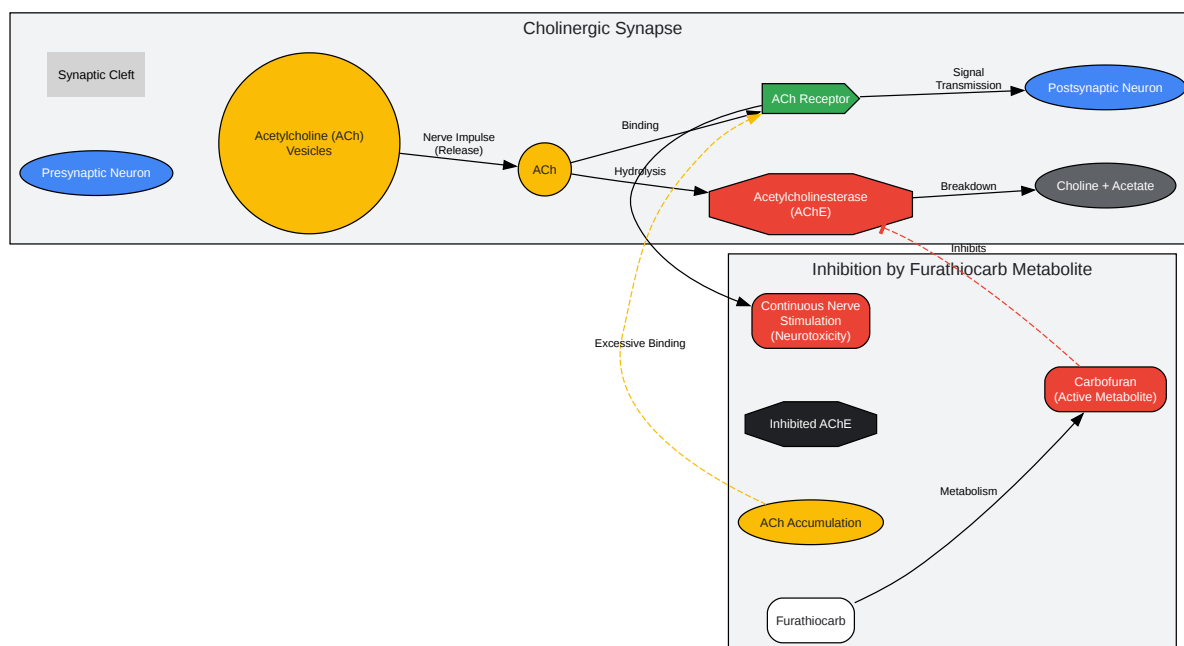 Cholinergic Synapse
Synaptic Cleft
Presynaptic Neuron
Acetylcholine (ACh)
Vesicles
Nerve Impulse
(Release)
ACh
Binding
Hydrolysis
ACh Receptor
Signal
Transmission
Postsynaptic Neuron
Acetylcholinesterase
(AChE)
Breakdown
Choline + Acetate
Inhibits
Inhibition by Furathiocarb Metabolite
Continuous Nerve
Stimulation
(Neurotoxicity)
Excessive Binding
Carbofuran
(Active Metabolite)
Inhibited AChE
Metabolism
ACh Accumulation
Furathiocarb